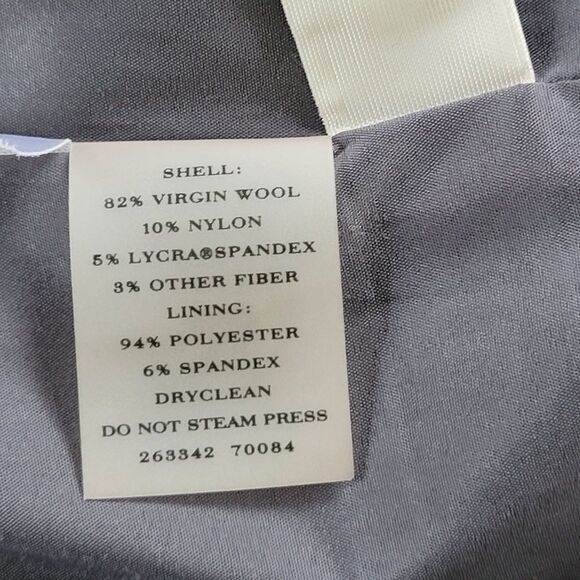 SHELL:
82% VIRGIN WOOL
10% NYLON
5% LYCRA®SPANDEX
3% OTHER FIBER
LINING:
94% POLYESTER
6% SPANDEX
DRYCLEAN
DO NOT STEAM PRESS
263342 70084